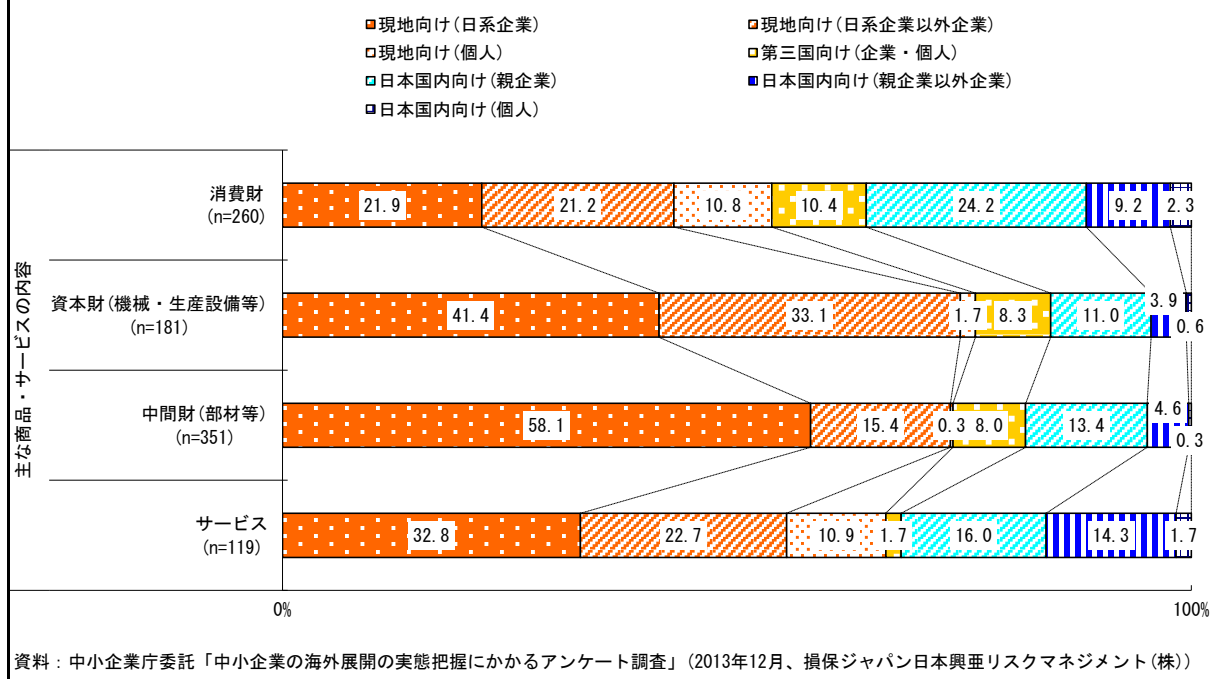 現地向け(日系企業)
現地向け(日系企業以外企業)
現地向け(個人)
第三国向け(企業・個人)
日本国内向け(親企業)
日本国内向け(親企業以外企業)
日本国内向け(個人)
主な商品・サービスの内容
消費財
(n=260)
21.9
21.2
10.8
10.4
24.2
9.2
2.3
資本財(機械・生産設備等)
(n=181)
41.4
33.1
1.7
8.3
11.0
3.9
0.6
中間財(部材等)
(n=351)
58.1
15.4
0.3
8.0
13.4
4.6
0.3
サービス
(n=119)
32.8
22.7
10.9
1.7
16.0
14.3
1.7
0%
100%
資料：中小企業庁委託「中小企業の海外展開の実態把握にかかるアンケート調査」(2013年12月、損保ジャパン日本興亜リスクマネジメント(株))